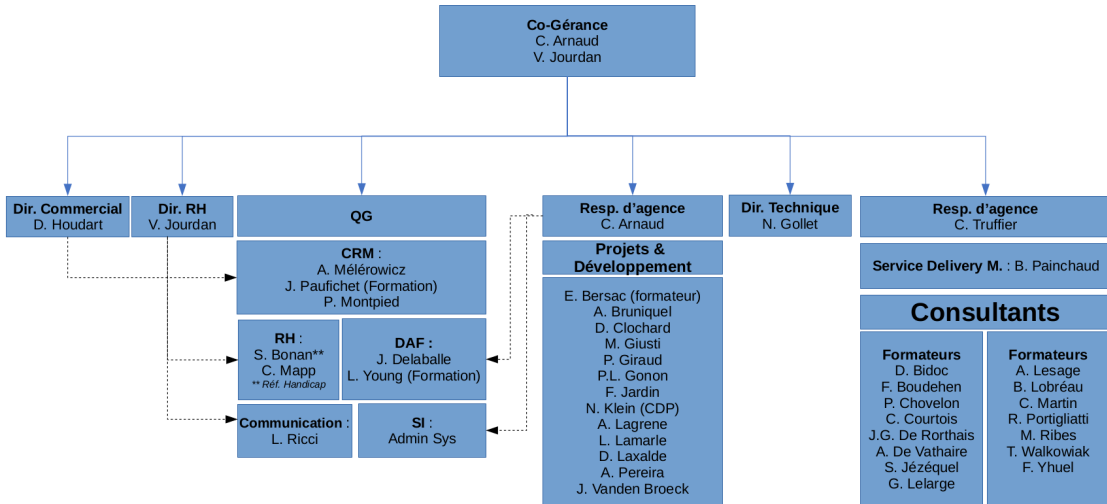 Co-Gérance
C. Arnaud
V. Jourdan
Dir. Commercial
D. Houdart
Dir. RH
V. Jourdan
QG
Resp. d’agence
C. Arnaud
Dir. Technique
N. Gollet
Resp. d’agence
C. Truffier
CRM :
A. Mélérowicz
J. Paufichet (Formation)
P. Montpied
RH :
S. Bonan**
C. Mapp
** Réf. Handicap
DAF :
J. Delaballe
L. Young (Formation)
Communication :
L. Ricci
SI :
Admin Sys
Projets &
Développement
E. Bersac (formateur)
A. Bruniquel
D. Clochard
M. Giusti
P. Giraud
P.L. Gonon
F. Jardin
N. Klein (CDP)
A. Lagrene
L. Lamarle
D. Laxalde
A. Pereira
J. Vanden Broeck
Service Delivery M. : B. Painchaud
Consultants
Formateurs
D. Bidoc
F. Boudehen
P. Chovelon
C. Courtois
J.G. De Rorthais
A. De Vathaire
S. Jézéquel
G. Lelarge
Formateurs
A. Lesage
B. Lobréau
C. Martin
R. Portigliatti
M. Ribes
T. Walkowiak
F. Yhuel